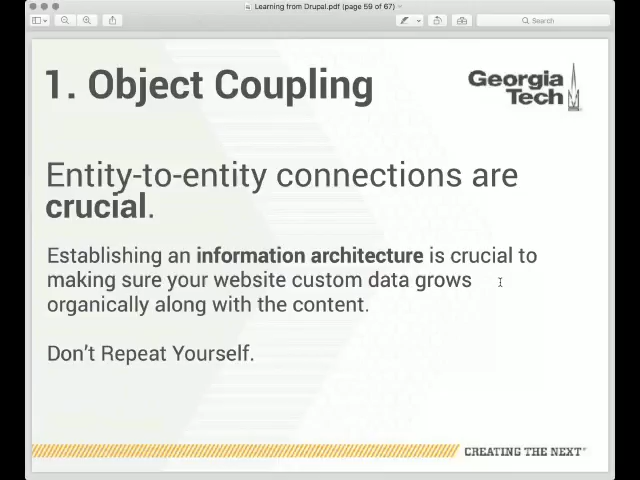 Learning from Drupal.pdf (page 59 of 67)
Search
1. Object Coupling
Georgia
Tech
Entity-to-entity connections are
crucial.
Establishing an information architecture is crucial to
making sure your website custom data grows
organically along with the content.
Don't Repeat Yourself.
CREATING THE NEXT